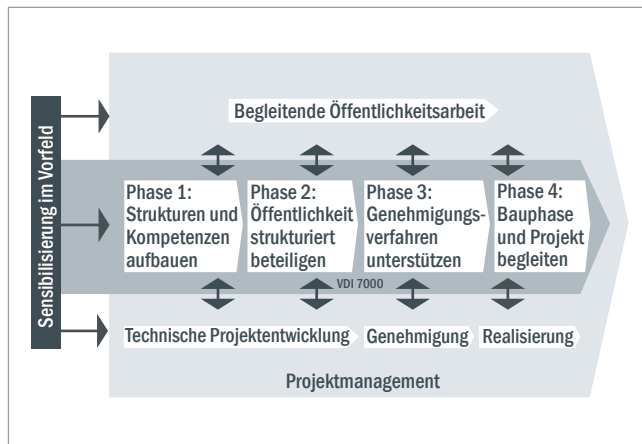 Sensibilisierung im Vorfeld
Begleitende Öffentlichkeitsarbeit
Phase 1:
Strukturen und
Kompetenzen
aufbauen
Phase 2:
Öffentlichkeit
strukturiert
beteiligen
Phase 3:
Genehmigungs-
verfahren
unterstützen
Phase 4:
Bauphase
und Projekt
begleiten
VDI 7000
Technische Projektentwicklung
Genehmigung
Realisierung
Projektmanagement